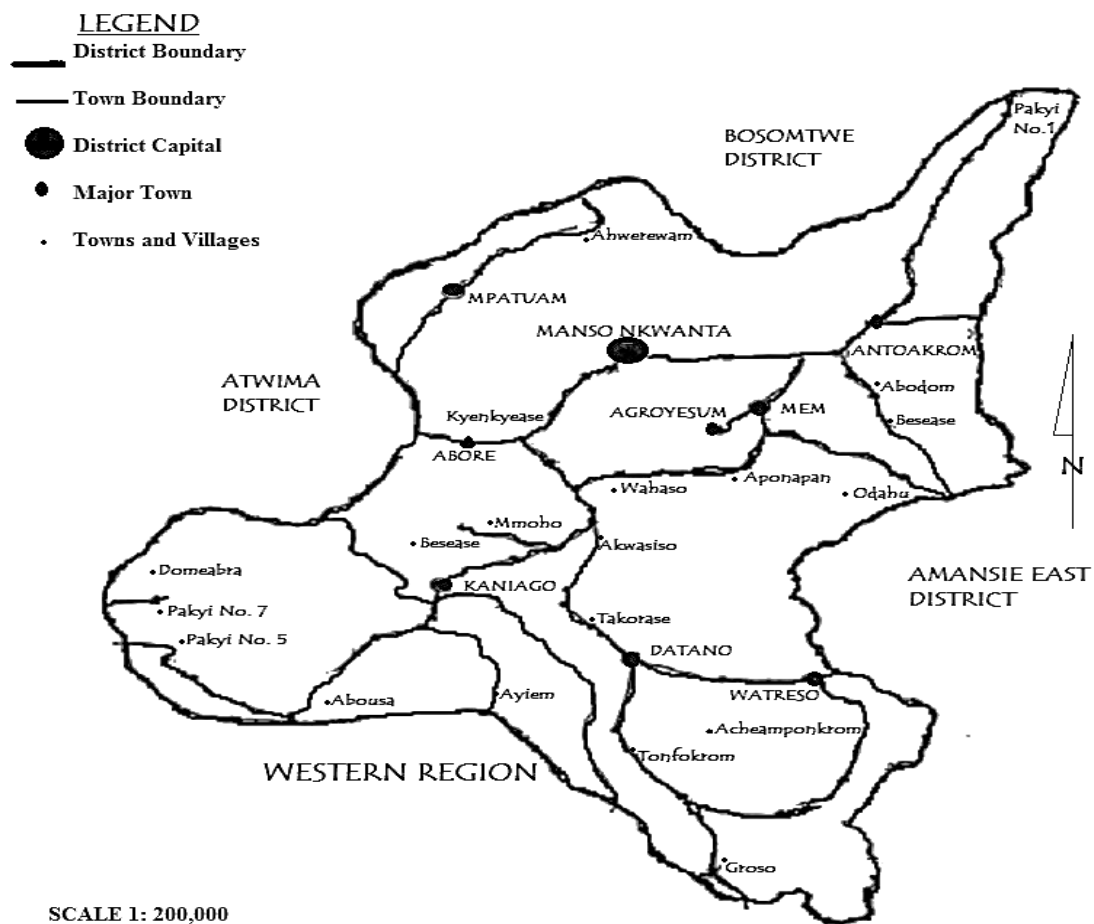 LEGEND
District Boundary
Town Boundary
District Capital
Major Town
Towns and Villages
Pakyi
No.1
BOSOMTWE
DISTRICT
Ahwerewam
MPATUAM
MANSO NKWANTA
ANTOAKROM
ATWIMA
DISTRICT
Abodom
Kyenkyease
AGROYESUM
MEM
Besease
ABORE
N
Wahaso
Aponapan
Odahu
Mmoho
Besease
Akwasiso
Domeabra
KANIAGO
AMANSIE EAST
DISTRICT
Pakyi No. 7
Takorase
Pakyi No. 5
DATANO
Abousa
Ayiem
WATRESO
Acheamponkrom
Tonfokrom
WESTERN REGION
Groso
SCALE 1: 200,000